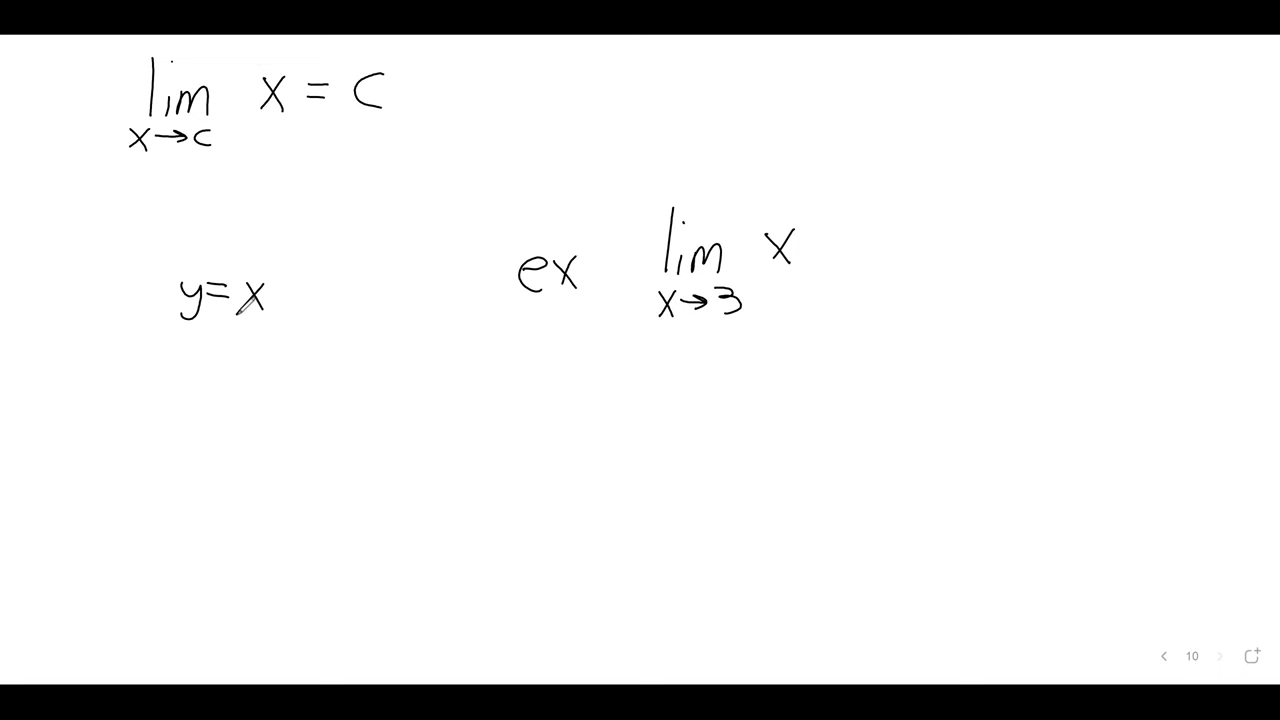 lim x = c
x→c
ex lim x
x→3
y=x
10